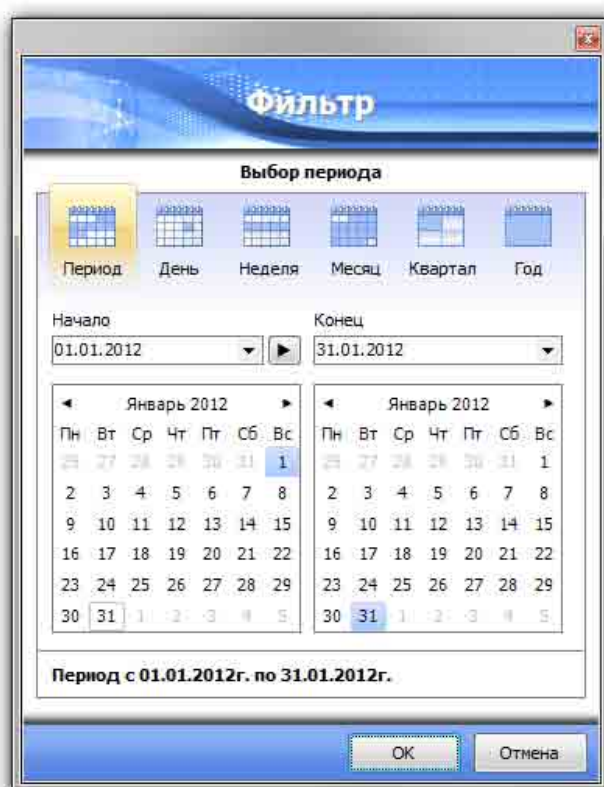 Фильтр
Выбор периода
Период День Неделя Месяц Квартал Год
Начало Конец
01.01.2012 31.01.2012
Январь 2012 Январь 2012
Пн Вт Ср Чт Пт Сб Вс Пн Вт Ср Чт Пт Сб Вс
26 27 28 29 30 31 1 26 27 28 29 30 31 1
2 3 4 5 6 7 8 2 3 4 5 6 7 8
9 10 11 12 13 14 15 9 10 11 12 13 14 15
16 17 18 19 20 21 22 16 17 18 19 20 21 22
23 24 25 26 27 28 29 23 24 25 26 27 28 29
30 31 1 2 3 4 5 30 31 1 2 3 4 5
Период с 01.01.2012г. по 31.01.2012г.
OK Отмена